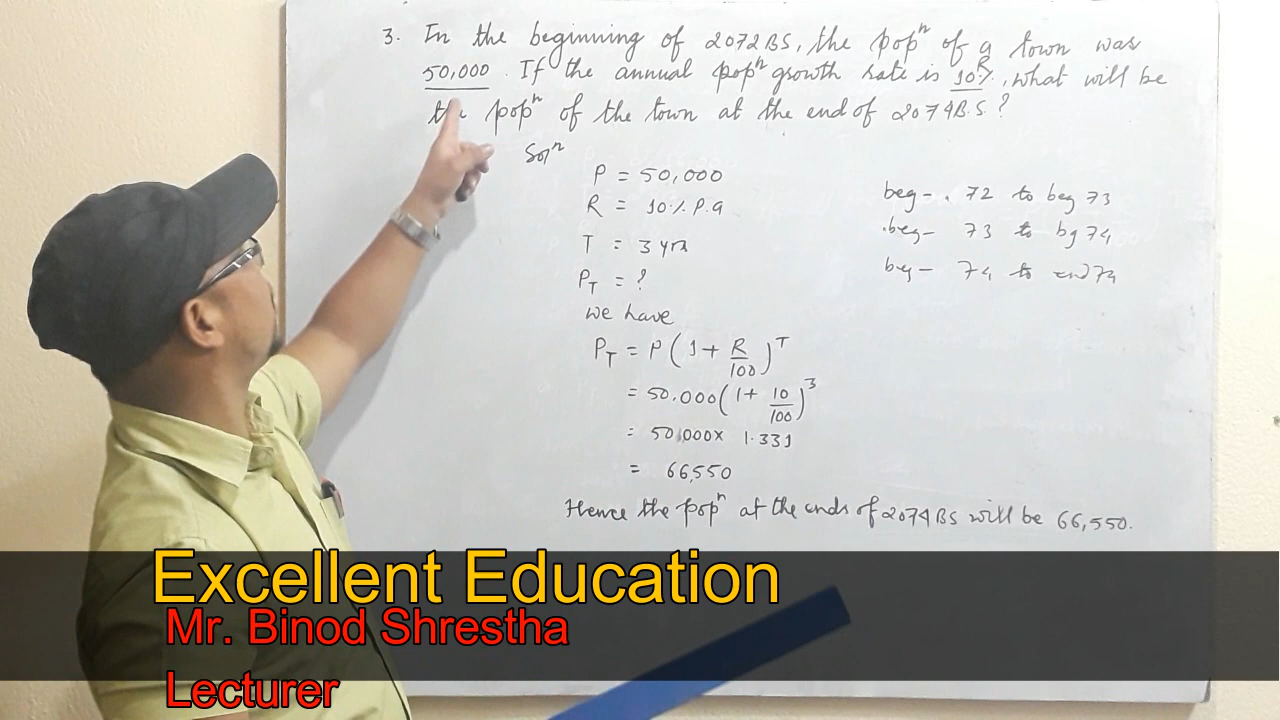 3. In the beginning of 2072 BS, the popⁿ of a town was
50,000. If the annual popⁿ growth rate is 10%, what will be
the popⁿ of the town at the end of 2074 B.S.?
Solⁿ
P = 50,000
R = 10% P.a
T = 3 yrs
P_T = ?
we have
P_T = P(1 + R/100)^T
= 50,000(1 + 10/100)^3
= 50,000 x 1.331
= 66,550
Hence the popⁿ at the ends of 2074 BS will be 66,550.
beg- . 72 to beg 73
.beg- 73 to bg 74
beg- 74 to end 74
R
Excellent Education
Mr. Binod Shrestha
Lecturer